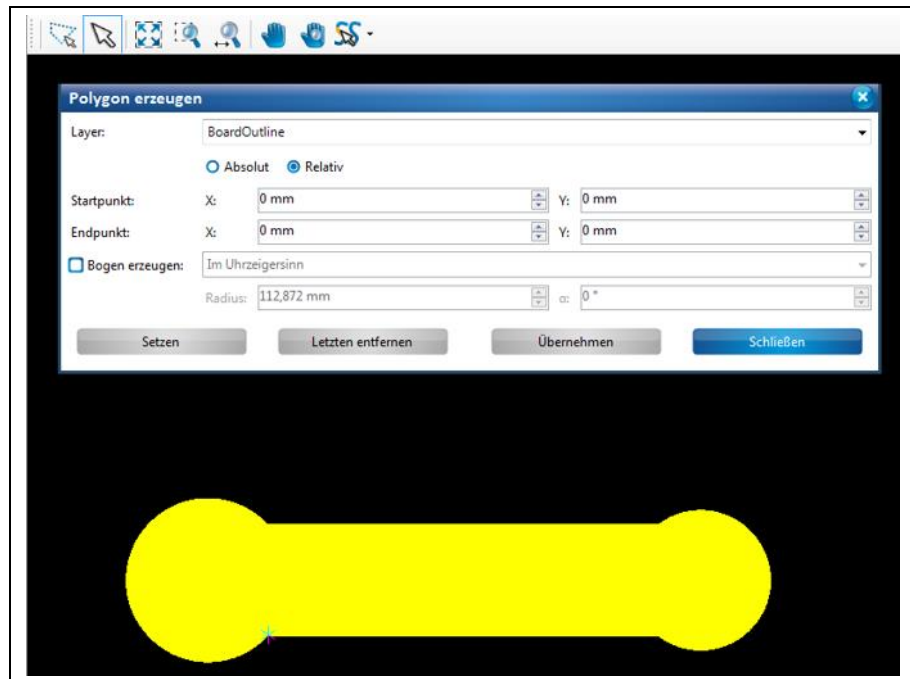 Polygon erzeugen
Layer: BoardOutline
Absolut Relativ
Startpunkt: X: 0 mm Y: 0 mm
Endpunkt: X: 0 mm Y: 0 mm
Bogen erzeugen: Im Uhrzeigersinn
Radius: 112,872 mm α: 0 °
Setzen Letzten entfernen Übernehmen Schließen